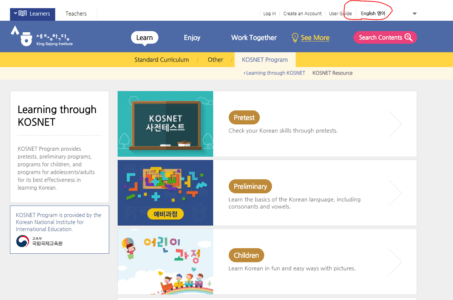 Learners
Teachers
Log in
Create an Account
User Guide
English 영어
세종학당
King Sejong Institute
Learn
Enjoy
Work Together
See More
Search Contents
Standard Curriculum
Other
KOSNET Program
Learning through KOSNET
KOSNET Resource
Learning through
KOSNET
KOSNET Program provides
pretests, preliminary programs,
programs for children, and
programs for adolescents/adults
for its best effectiveness in
learning Korean.
KOSNET Program is provided by the
Korean National Institute for
International Education.
교육부
국립국제교육원
KOSNET
사전테스트
Pretest
Check your Korean skills through pretests.
예비과정
Preliminary
Learn the basics of the Korean language, including
consonants and vowels.
어린이
과정
Children
Learn Korean in fun and easy ways with pictures.